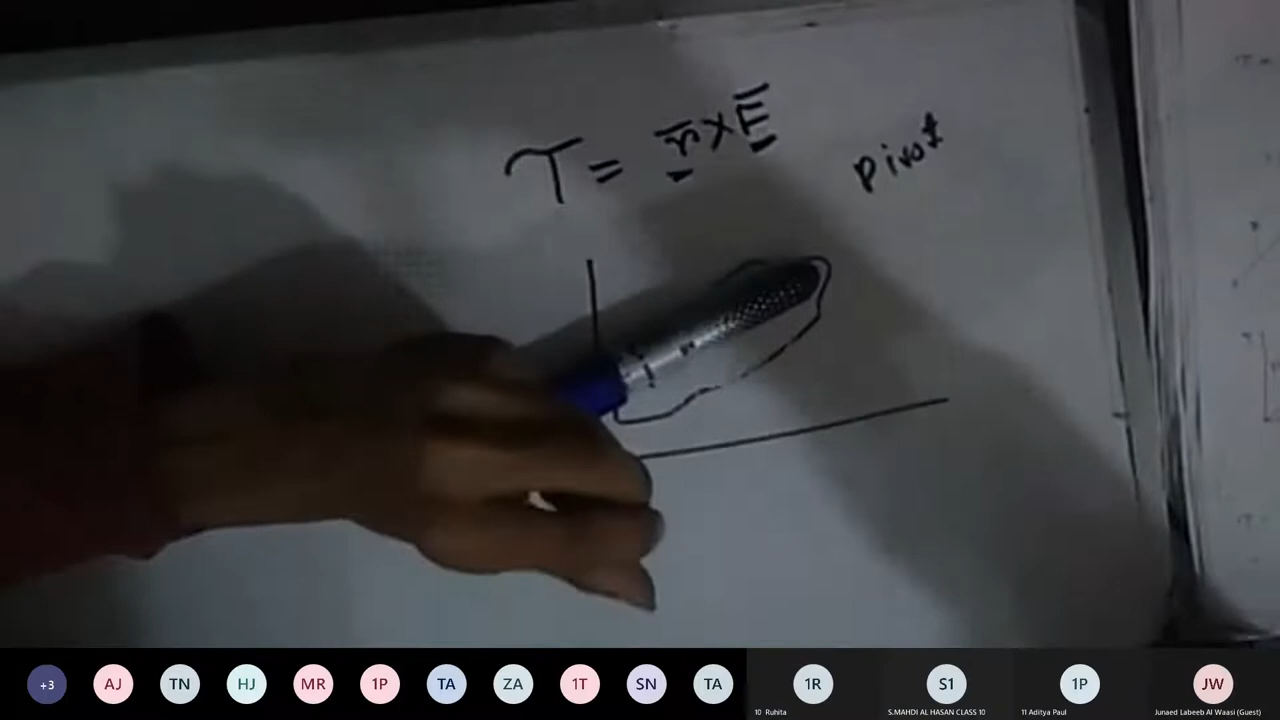 τ = r̅ × F̅
pivot
+3 AJ TN HJ MR 1P TA ZA 1T SN TA 1R S1 1P JW
10 Ruhita S.MAHDI AL HASAN CLASS 10 11 Aditya Paul Junaed Labeeb Al Waasi (Guest)